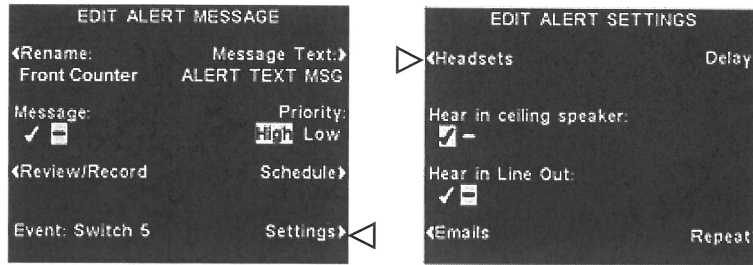 EDIT ALERT MESSAGE
‹Rename: Message Text:›
Front Counter ALERT TEXT MSG
Message: Priority:
✓ – High Low
‹Review/Record Schedule›
Event: Switch 5 Settings›
EDIT ALERT SETTINGS
‹Headsets Delay
Hear in ceiling speaker:
✓ –
Hear in Line Out:
✓ –
‹Emails Repeat